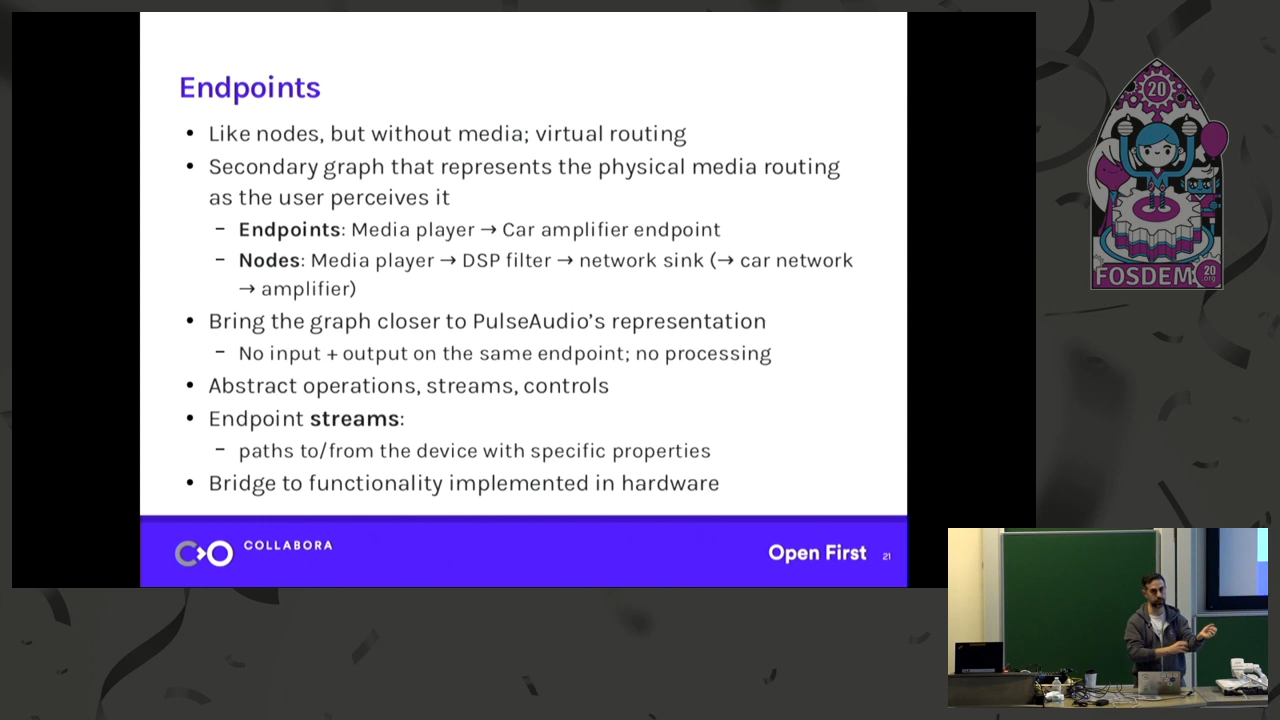 Endpoints
• Like nodes, but without media; virtual routing
• Secondary graph that represents the physical media routing
as the user perceives it
– Endpoints: Media player → Car amplifier endpoint
– Nodes: Media player → DSP filter → network sink (→ car network
→ amplifier)
• Bring the graph closer to PulseAudio's representation
– No input + output on the same endpoint; no processing
• Abstract operations, streams, controls
• Endpoint streams:
– paths to/from the device with specific properties
• Bridge to functionality implemented in hardware
COLLABORA
Open First 21
20
FOSDEM 20
.org